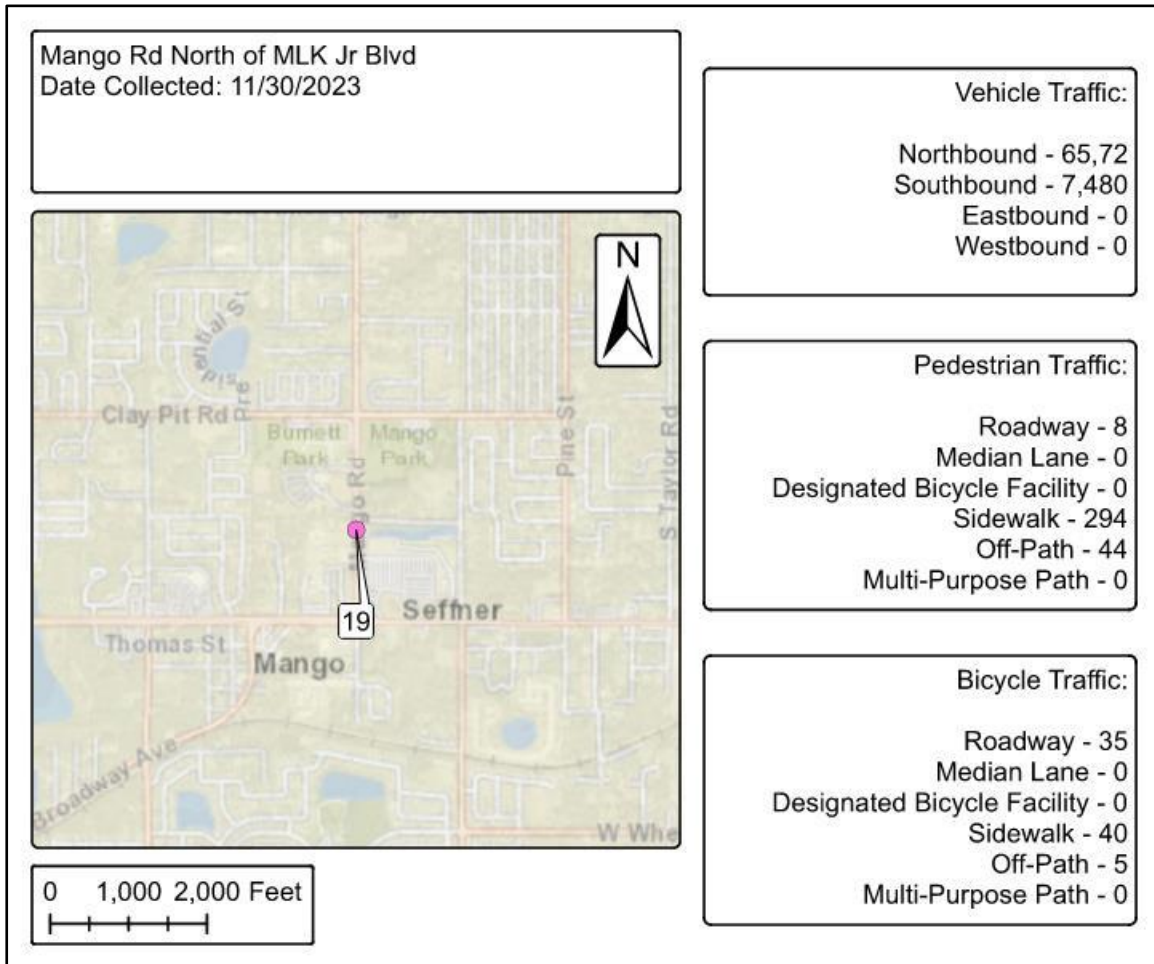 Mango Rd North of MLK Jr Blvd
Date Collected: 11/30/2023
N
Presidential St
Clay Pit Rd
Burnett
Park
Mango
Park
Mango Rd
Pine St
S Taylor Rd
19
Seffner
Thomas St
Mango
Broadway Ave
W Whe
0 1,000 2,000 Feet
Vehicle Traffic:
Northbound - 65,72
Southbound - 7,480
Eastbound - 0
Westbound - 0
Pedestrian Traffic:
Roadway - 8
Median Lane - 0
Designated Bicycle Facility - 0
Sidewalk - 294
Off-Path - 44
Multi-Purpose Path - 0
Bicycle Traffic:
Roadway - 35
Median Lane - 0
Designated Bicycle Facility - 0
Sidewalk - 40
Off-Path - 5
Multi-Purpose Path - 0